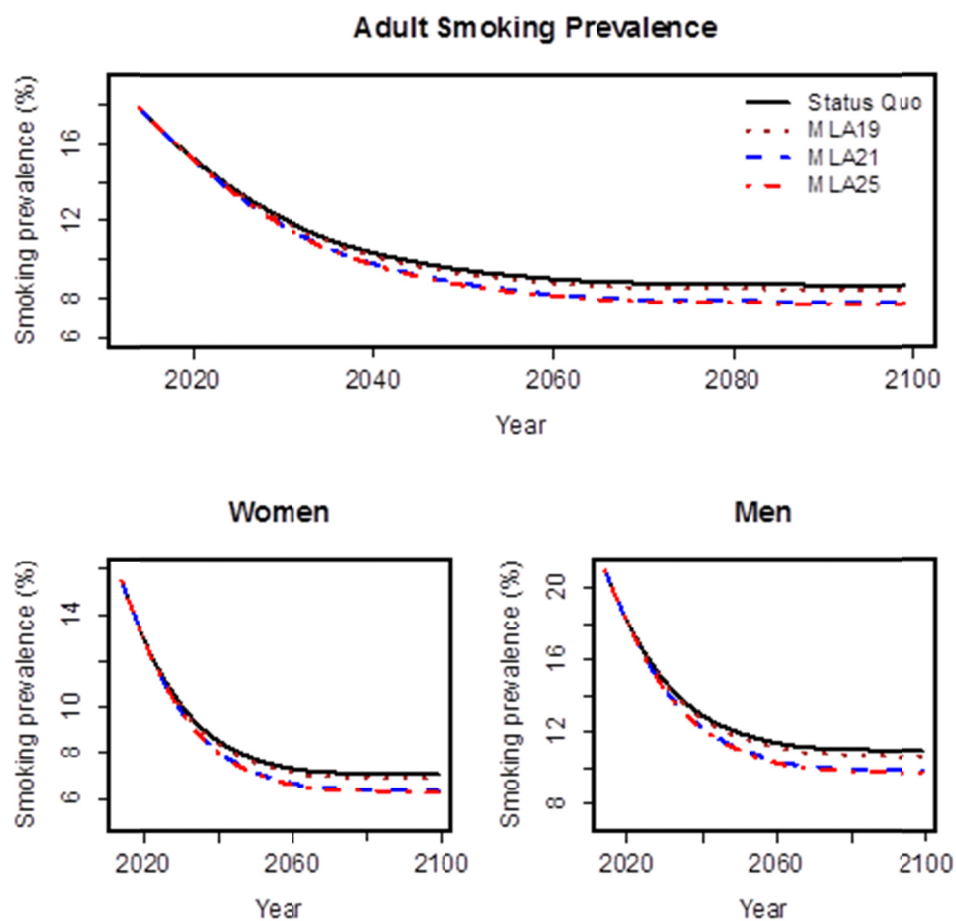 Adult Smoking Prevalence
Smoking prevalence (%)
16
12
8
6
Status Quo
MLA19
MLA21
MLA25
2020 2040 2060 2080 2100
Year
Women
Smoking prevalence (%)
14
10
8
6
2020 2060 2100
Year
Men
Smoking prevalence (%)
20
16
12
8
2020 2060 2100
Year